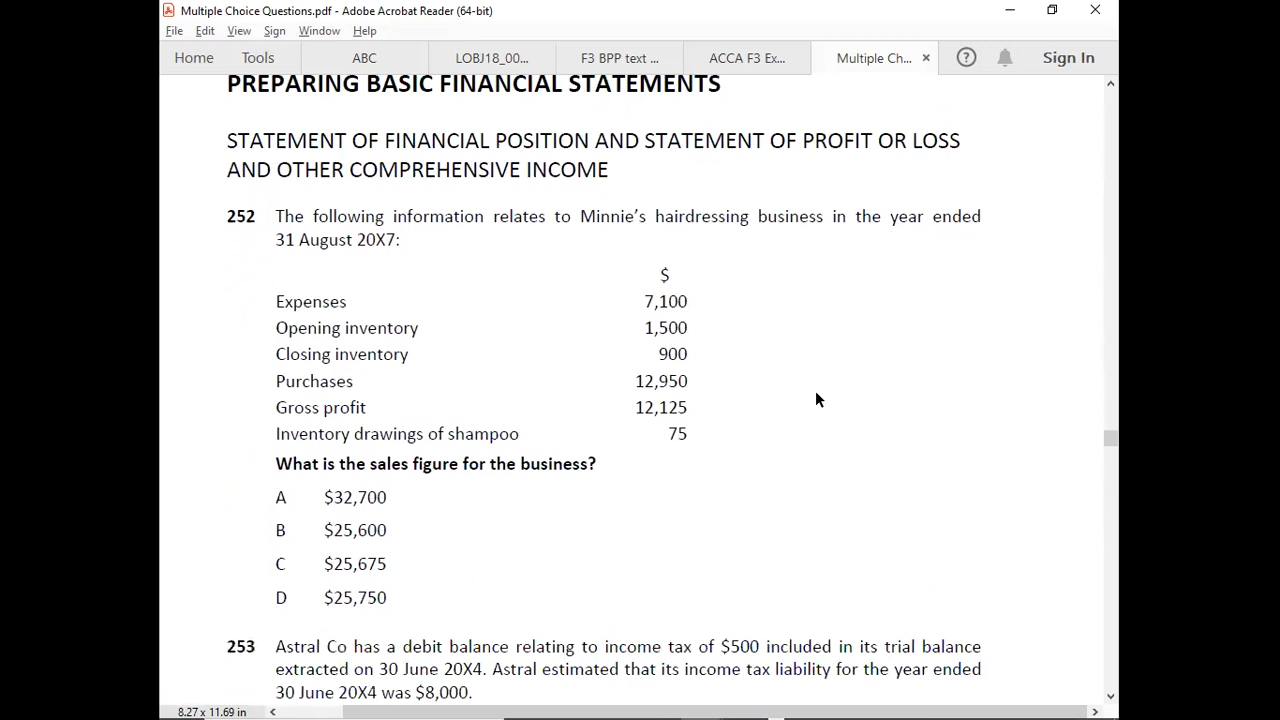 Multiple Choice Questions.pdf - Adobe Acrobat Reader (64-bit)
File Edit View Sign Window Help
Home Tools ABC LOBJ18_00... F3 BPP text ... ACCA F3 Ex... Multiple Ch... × ? Sign In
PREPARING BASIC FINANCIAL STATEMENTS
STATEMENT OF FINANCIAL POSITION AND STATEMENT OF PROFIT OR LOSS
AND OTHER COMPREHENSIVE INCOME
252 The following information relates to Minnie's hairdressing business in the year ended
31 August 20X7:
$
Expenses 7,100
Opening inventory 1,500
Closing inventory 900
Purchases 12,950
Gross profit 12,125
Inventory drawings of shampoo 75
What is the sales figure for the business?
A $32,700
B $25,600
C $25,675
D $25,750
253 Astral Co has a debit balance relating to income tax of $500 included in its trial balance
extracted on 30 June 20X4. Astral estimated that its income tax liability for the year ended
30 June 20X4 was $8,000.
8.27 x 11.69 in